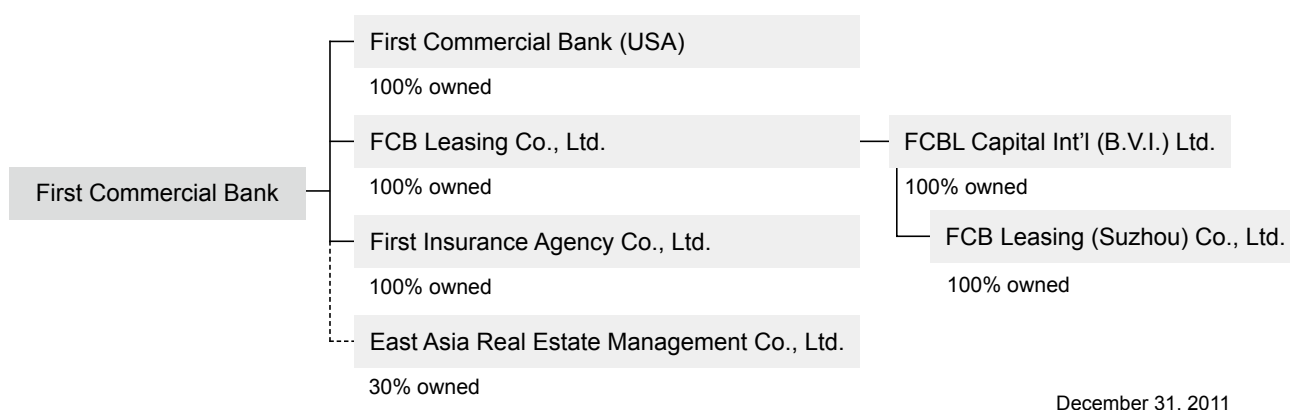 First Commercial Bank
First Commercial Bank (USA)
100% owned
FCB Leasing Co., Ltd.
100% owned
First Insurance Agency Co., Ltd.
100% owned
East Asia Real Estate Management Co., Ltd.
30% owned
FCBL Capital Int’l (B.V.I.) Ltd.
100% owned
FCB Leasing (Suzhou) Co., Ltd.
100% owned
December 31, 2011